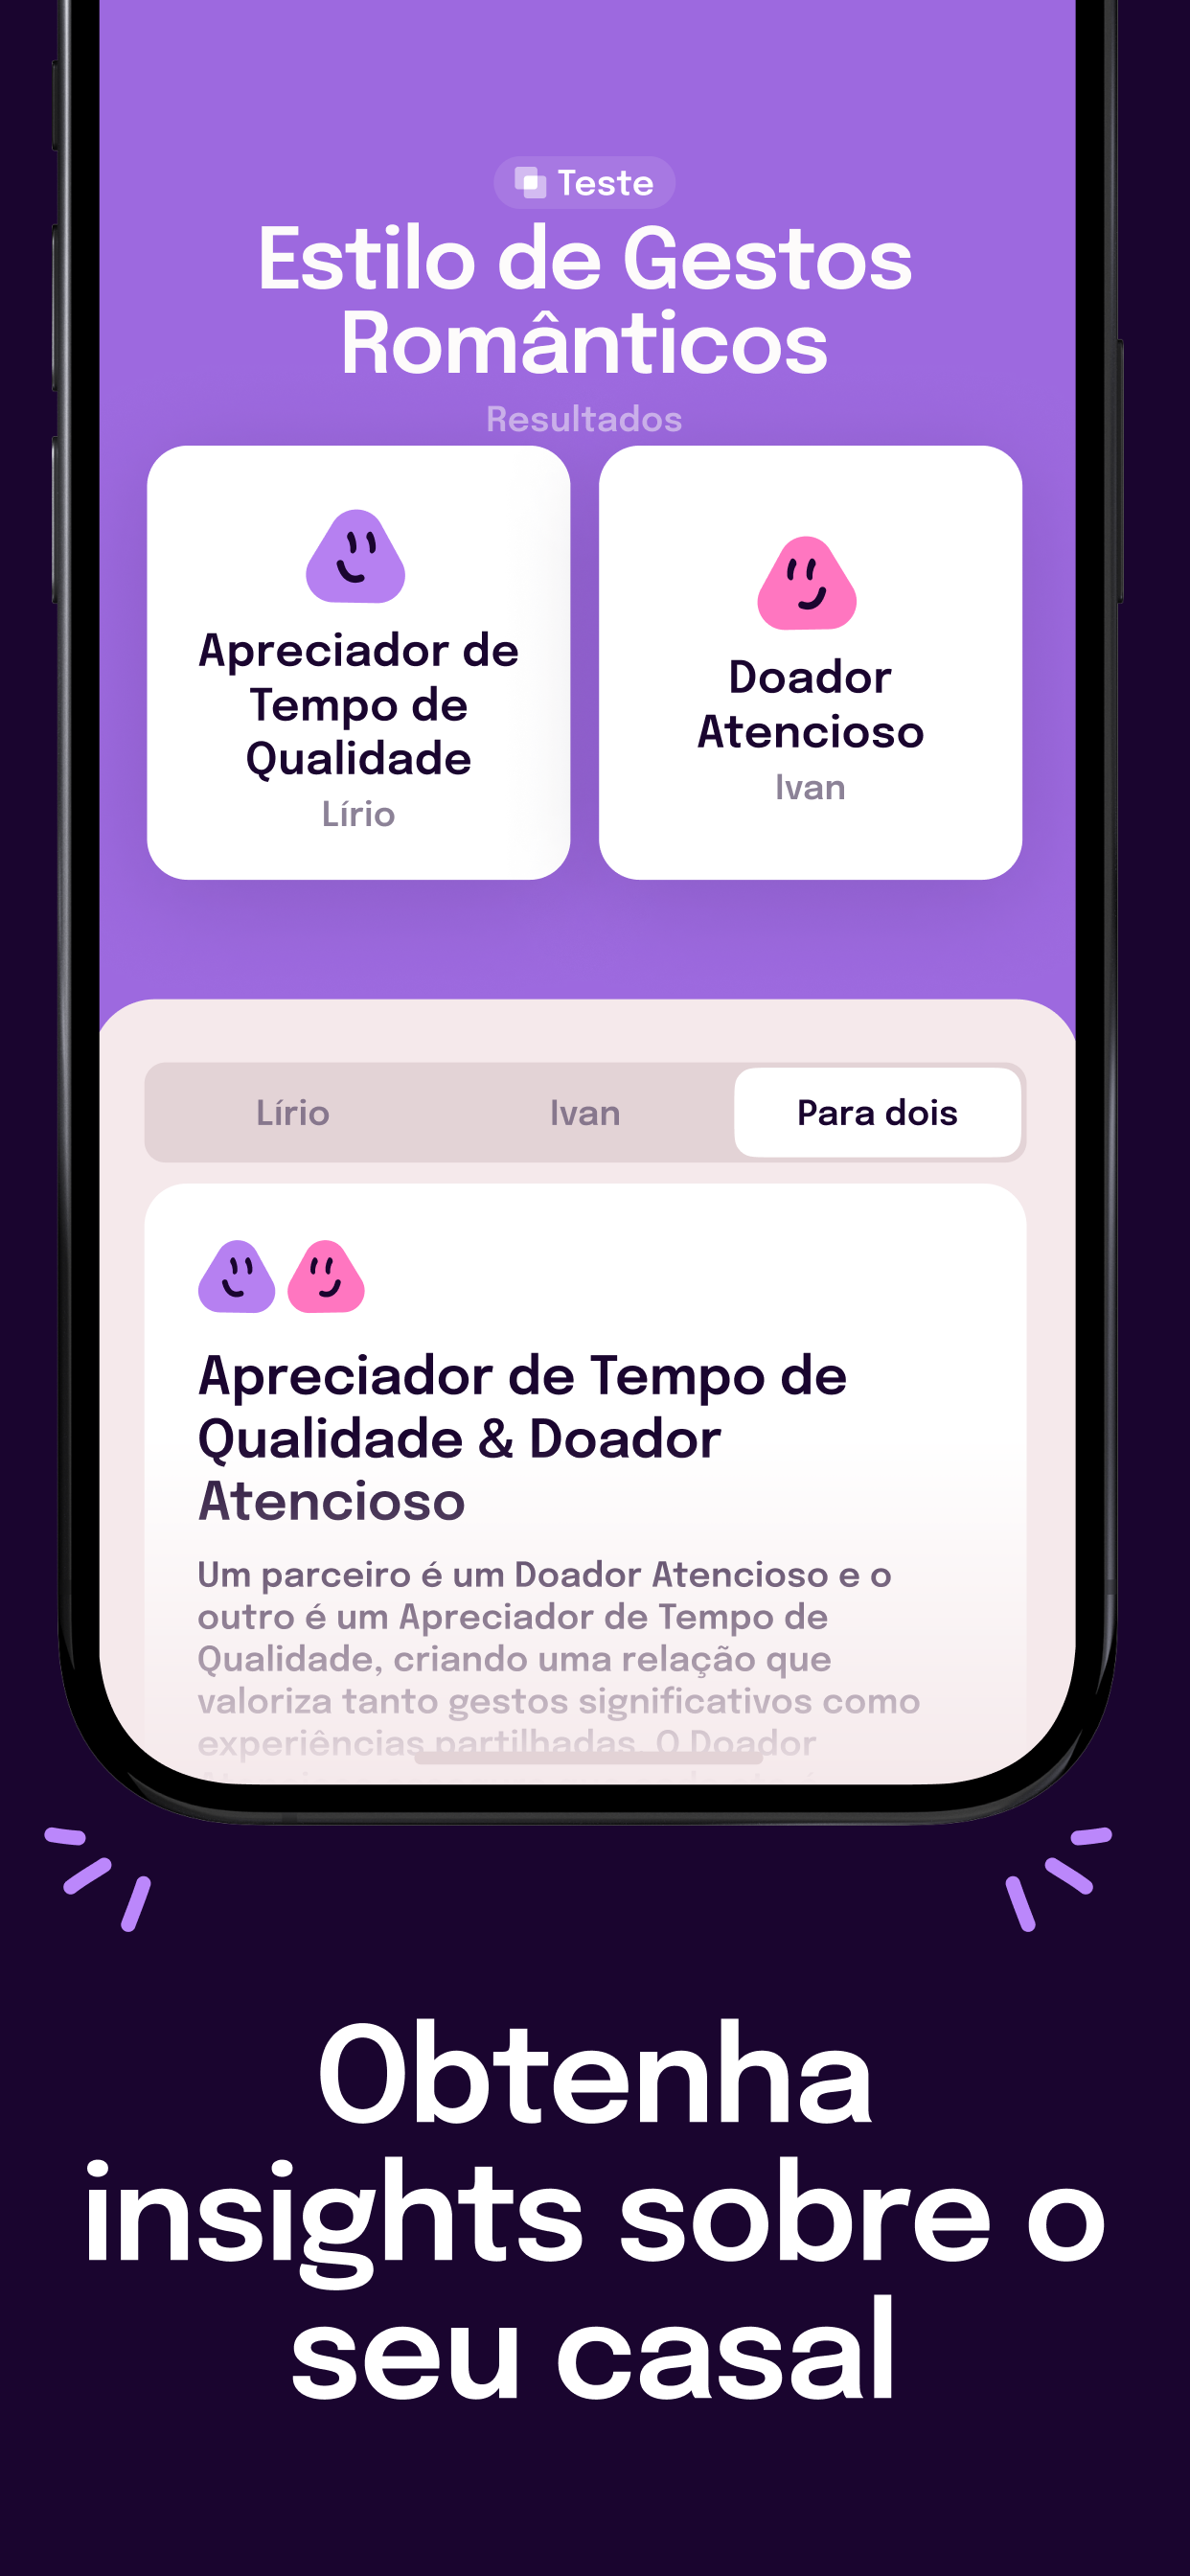 Teste
Estilo de Gestos
Românticos
Resultados
Apreciador de
Tempo de
Qualidade
Lírio
Doador
Atencioso
Ivan
Lírio
Ivan
Para dois
Apreciador de Tempo de
Qualidade & Doador
Atencioso
Um parceiro é um Doador Atencioso e o
outro é um Apreciador de Tempo de
Qualidade, criando uma relação que
valoriza tanto gestos significativos como
experiências partilhadas. O Doador
Obtenha
insights sobre o
seu casal